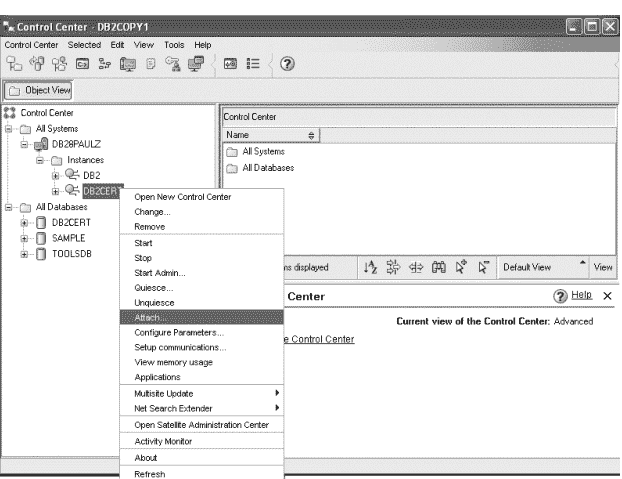 Control Center - DB2COPY1
Control Center Selected Edit View Tools Help
Object View
Control Center
All Systems
DB28PAULZ
Instances
DB2
DB2CERT
All Databases
DB2CERT
SAMPLE
TOOLSDB
Control Center
Name
All Systems
All Databases
ns displayed
Default View
View
Center
Help
Current view of the Control Center: Advanced
e Control Center
Open New Control Center
Change...
Remove
Start
Stop
Start Admin...
Quiesce...
Unquiesce
Attach...
Configure Parameters...
Setup communications...
View memory usage
Applications
Multisite Update
Net Search Extender
Open Satellite Administration Center
Activity Monitor
About
Refresh